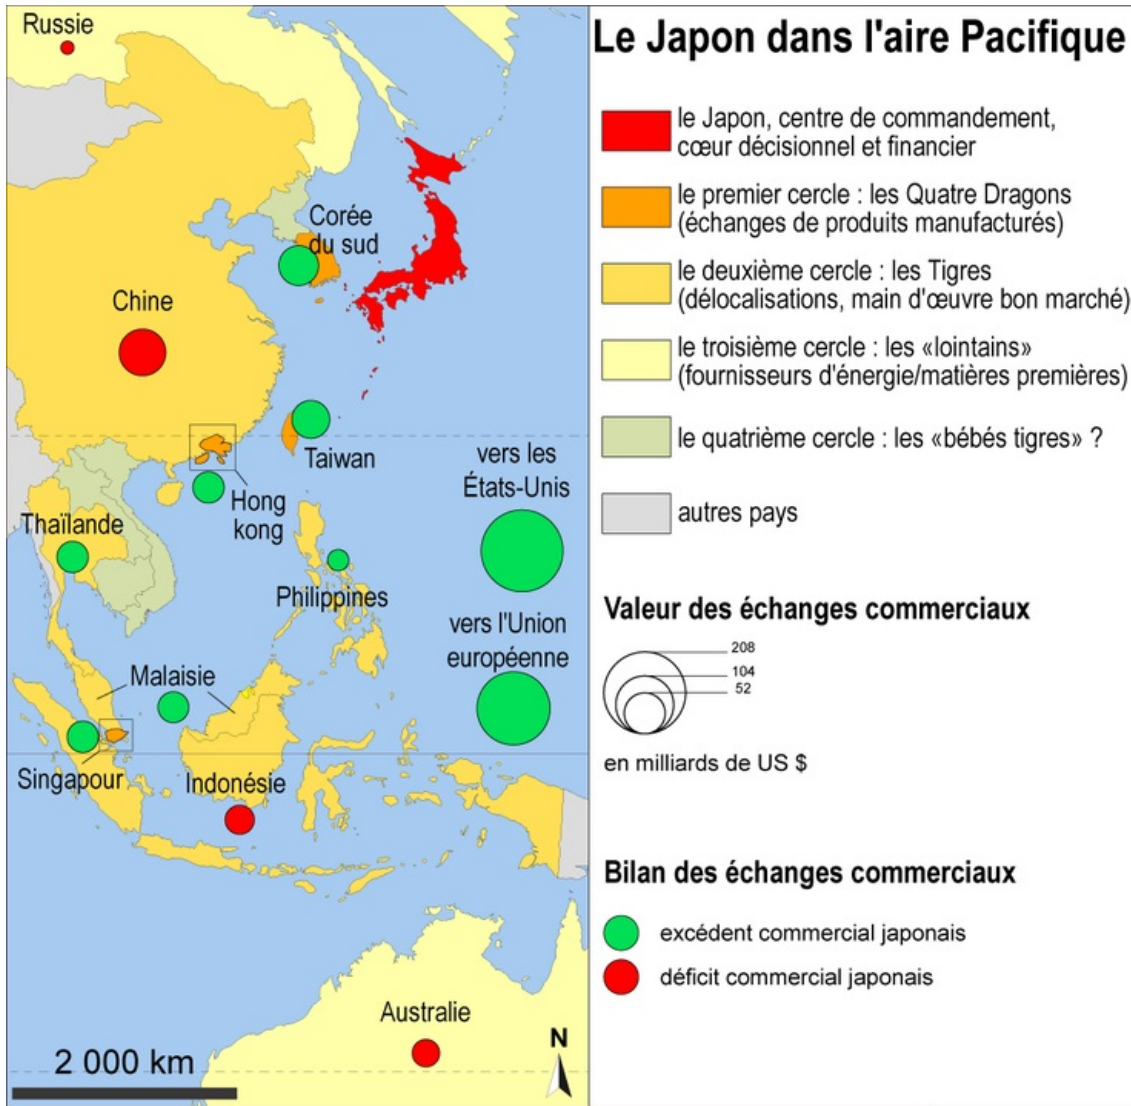 Russie
Corée
du sud
Chine
Taiwan
Hong
kong
Thaïlande
Philippines
vers les
États-Unis
vers l'Union
européenne
Malaisie
Singapour
Indonésie
Australie
2 000 km
N
Le Japon dans l'aire Pacifique
le Japon, centre de commandement,
cœur décisionnel et financier
le premier cercle : les Quatre Dragons
(échanges de produits manufacturés)
le deuxième cercle : les Tigres
(délocalisations, main d'œuvre bon marché)
le troisième cercle : les «lointains»
(fournisseurs d'énergie/matières premières)
le quatrième cercle : les «bébés tigres» ?
autres pays
Valeur des échanges commerciaux
208
104
52
en milliards de US $
Bilan des échanges commerciaux
excédent commercial japonais
déficit commercial japonais